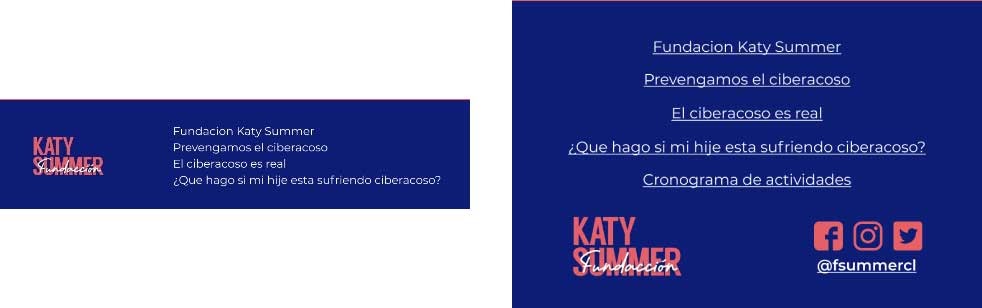 KATY
SUMMER
Fundación
Fundacion Katy Summer
Prevengamos el ciberacoso
El ciberacoso es real
¿Que hago si mi hije esta sufriendo ciberacoso?
Fundacion Katy Summer
Prevengamos el ciberacoso
El ciberacoso es real
¿Que hago si mi hije esta sufriendo ciberacoso?
Cronograma de actividades
KATY
SUMMER
Fundación
@fsummercl